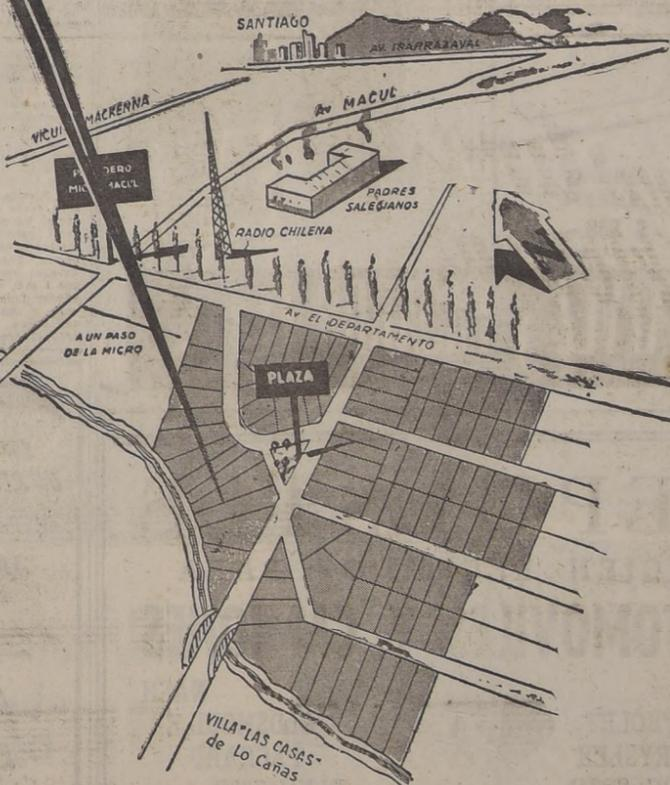 SANTIAGO
AV. IRARRAZAVAL
AV MACUL
VICU MACKENNA
PADRES
SALESIANOS
RADIO CHILENA
AV EL DEPARTAMENTO
A UN PASO
DE LA MICRO
PLAZA
VILLA "LAS CASAS"
de Lo Cañas